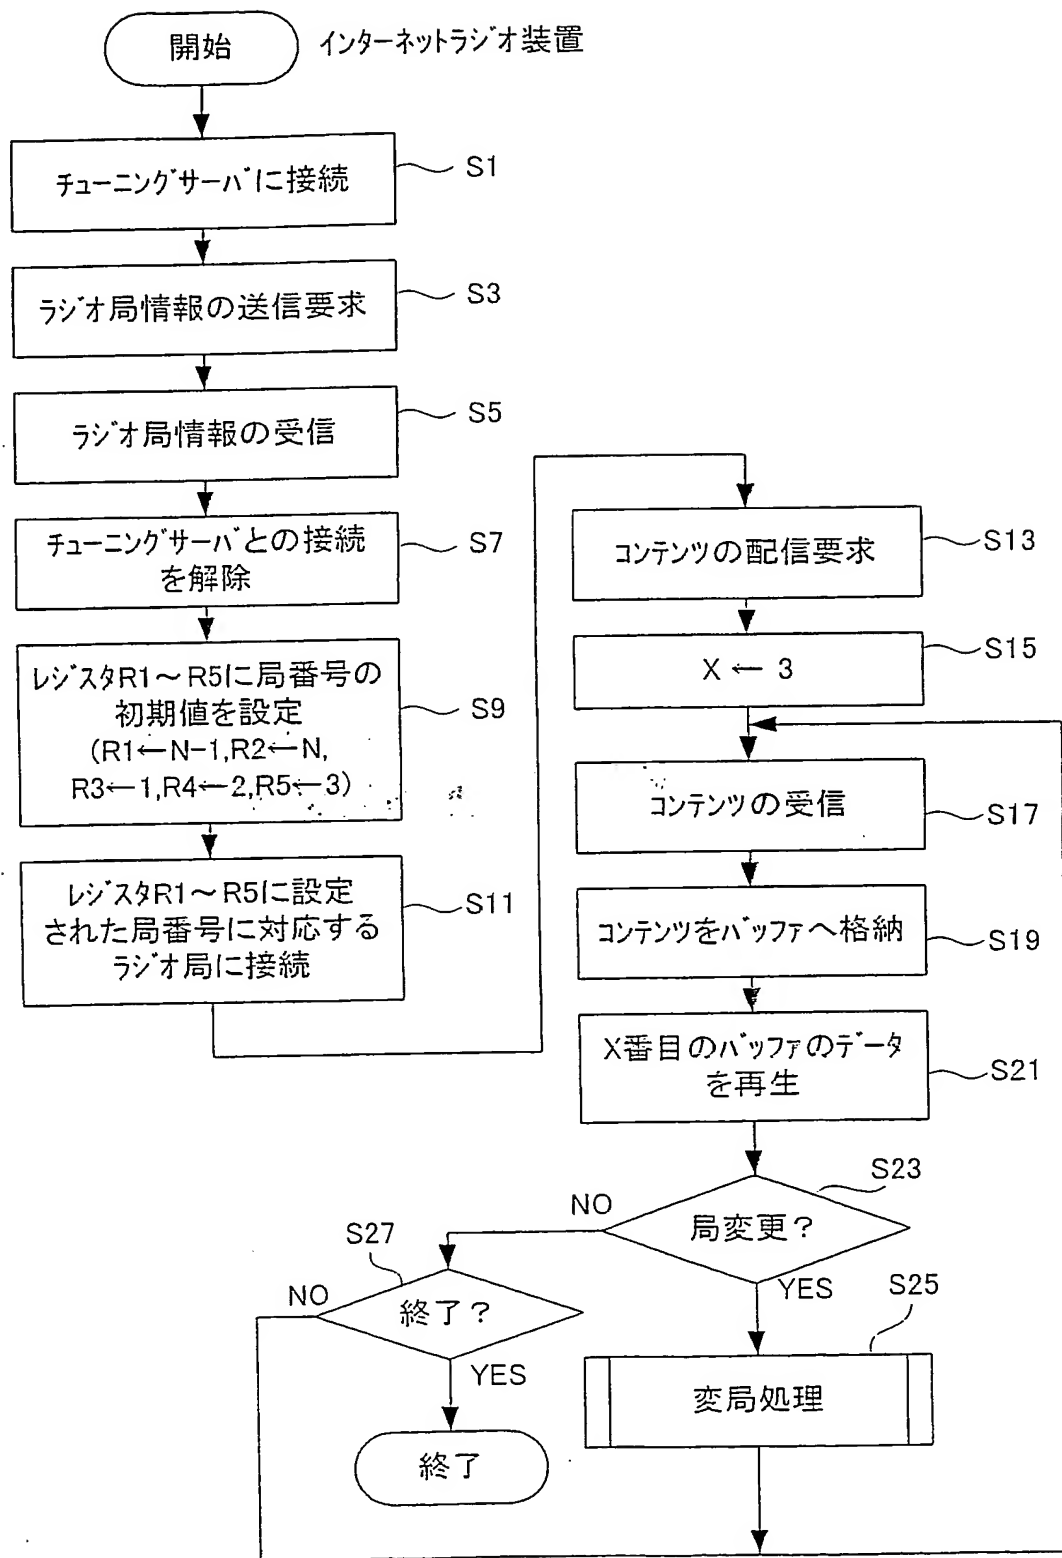 開始
インターネットラジオ装置
チューニングサーバに接続
S1
ラジオ局情報の送信要求
S3
ラジオ局情報の受信
S5
チューニングサーバとの接続
を解除
S7
レジスタR1～R5に局番号の
初期値を設定
(R1←N-1,R2←N,
R3←1,R4←2,R5←3)
S9
レジスタR1～R5に設定
された局番号に対応する
ラジオ局に接続
S11
コンテンツの配信要求
S13
X ← 3
S15
コンテンツの受信
S17
コンテンツをバッファへ格納
S19
X番目のバッファのデータ
を再生
S21
局変更？
S23
NO
YES
終了？
S27
NO
YES
変局処理
S25
終了